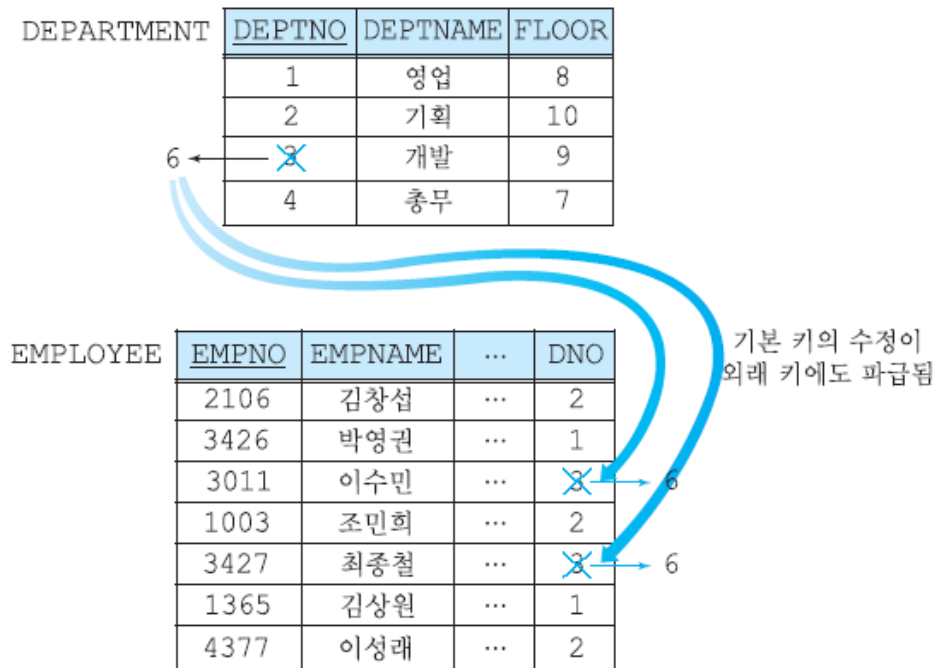 DEPARTMENT DEPTNO DEPTNAME FLOOR
1 영업 8
2 기획 10
6 3 개발 9
4 총무 7
기본 키의 수정이
외래 키에도 파급됨
EMPLOYEE EMPNO EMPNAME ... DNO
2106 김창섭 ... 2
3426 박영권 ... 1
3011 이수민 ... 3 6
1003 조민희 ... 2
3427 최종철 ... 3 6
1365 김상원 ... 1
4377 이성래 ... 2